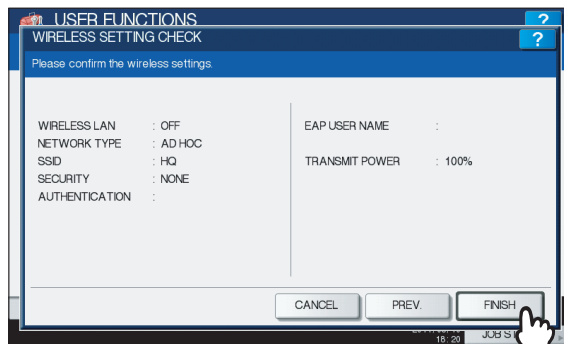 USER FUNCTIONS
?
WIRELESS SETTING CHECK
?
Please confirm the wireless settings.
WIRELESS LAN : OFF
NETWORK TYPE : AD HOC
SSID : HQ
SECURITY : NONE
AUTHENTICATION :
EAP USER NAME :
TRANSMIT POWER : 100%
CANCEL
PREV.
FINISH
18:20
JOB